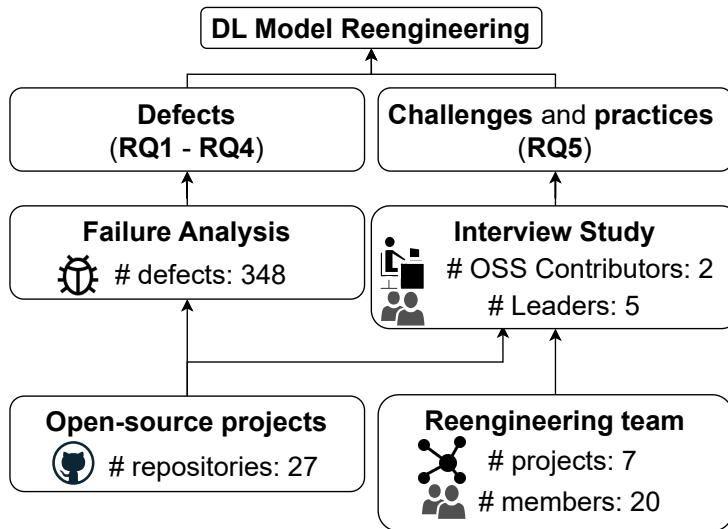 DL Model Reengineering
Defects
(RQ1 - RQ4)
Challenges and practices
(RQ5)
Failure Analysis
# defects: 348
Interview Study
# OSS Contributors: 2
# Leaders: 5
Open-source projects
# repositories: 27
Reengineering team
# projects: 7
# members: 20